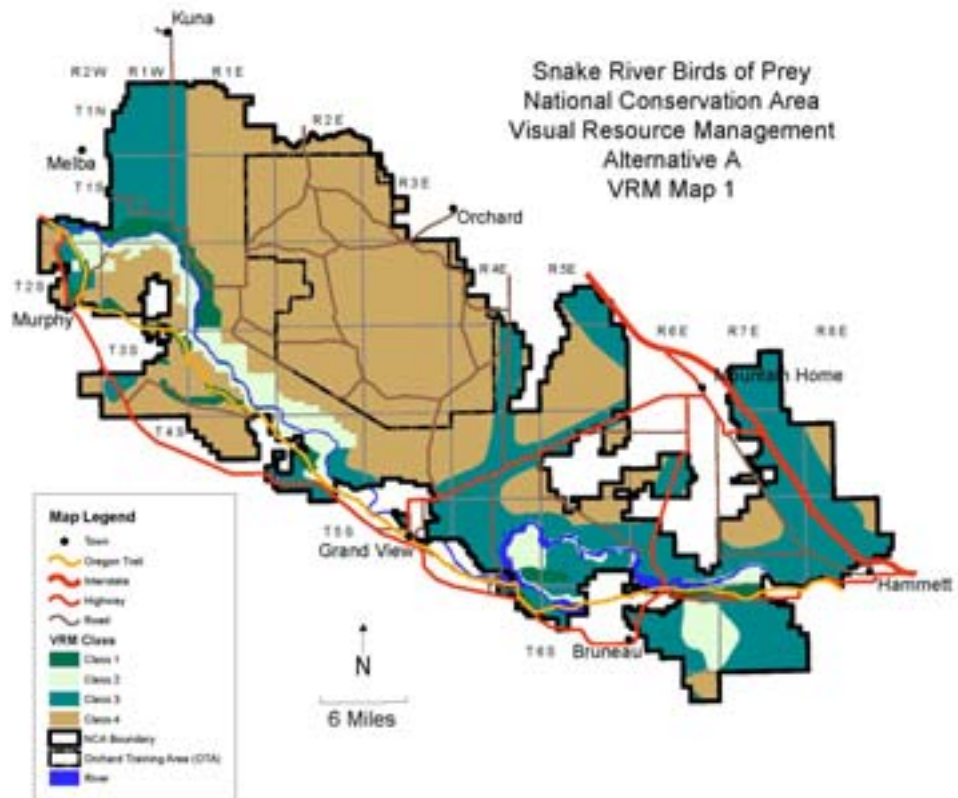 Kuna
R2W R1W R1E
Snake River Birds of Prey
National Conservation Area
Visual Resource Management
Alternative A
VRM Map 1
T1N
R2E
Melba
T1S
R3E
Orchard
R4E
R5E
T2S
Murphy
R6E
R7E
R8E
T3S
Mountain Home
T4S
Map Legend
Town
Oregon Trail
Interstate
Highway
Road
VRM Class
Class 1
Class 2
Class 3
Class 4
NCA Boundary
Orchard Training Area (OTA)
River
T5S
Grand View
Hammett
T6S
Bruneau
N
6 Miles